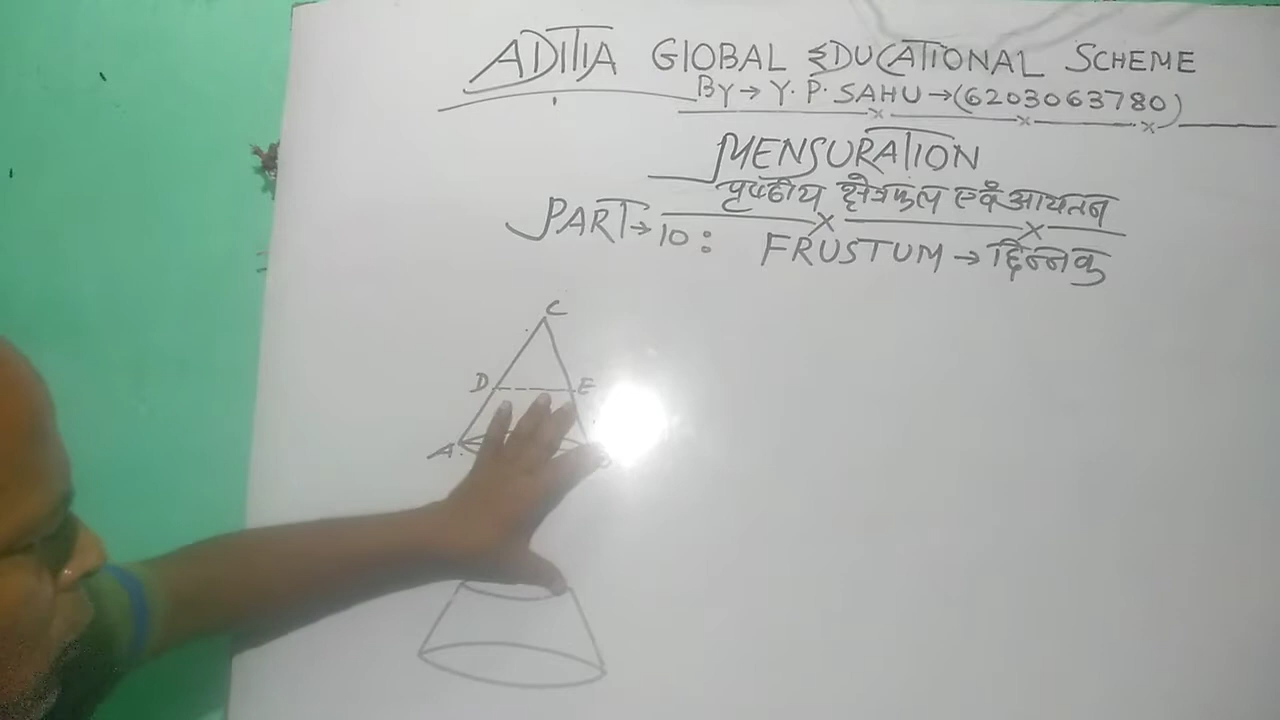 ADITIA GLOBAL EDUCATIONAL SCHEME
BY → Y. P. SAHU → (6203063780)
MENSURATION
पृष्ठीय क्षेत्रफल एवं आयतन
PART → 10 : FRUSTUM → छिन्नक
C
D E
A